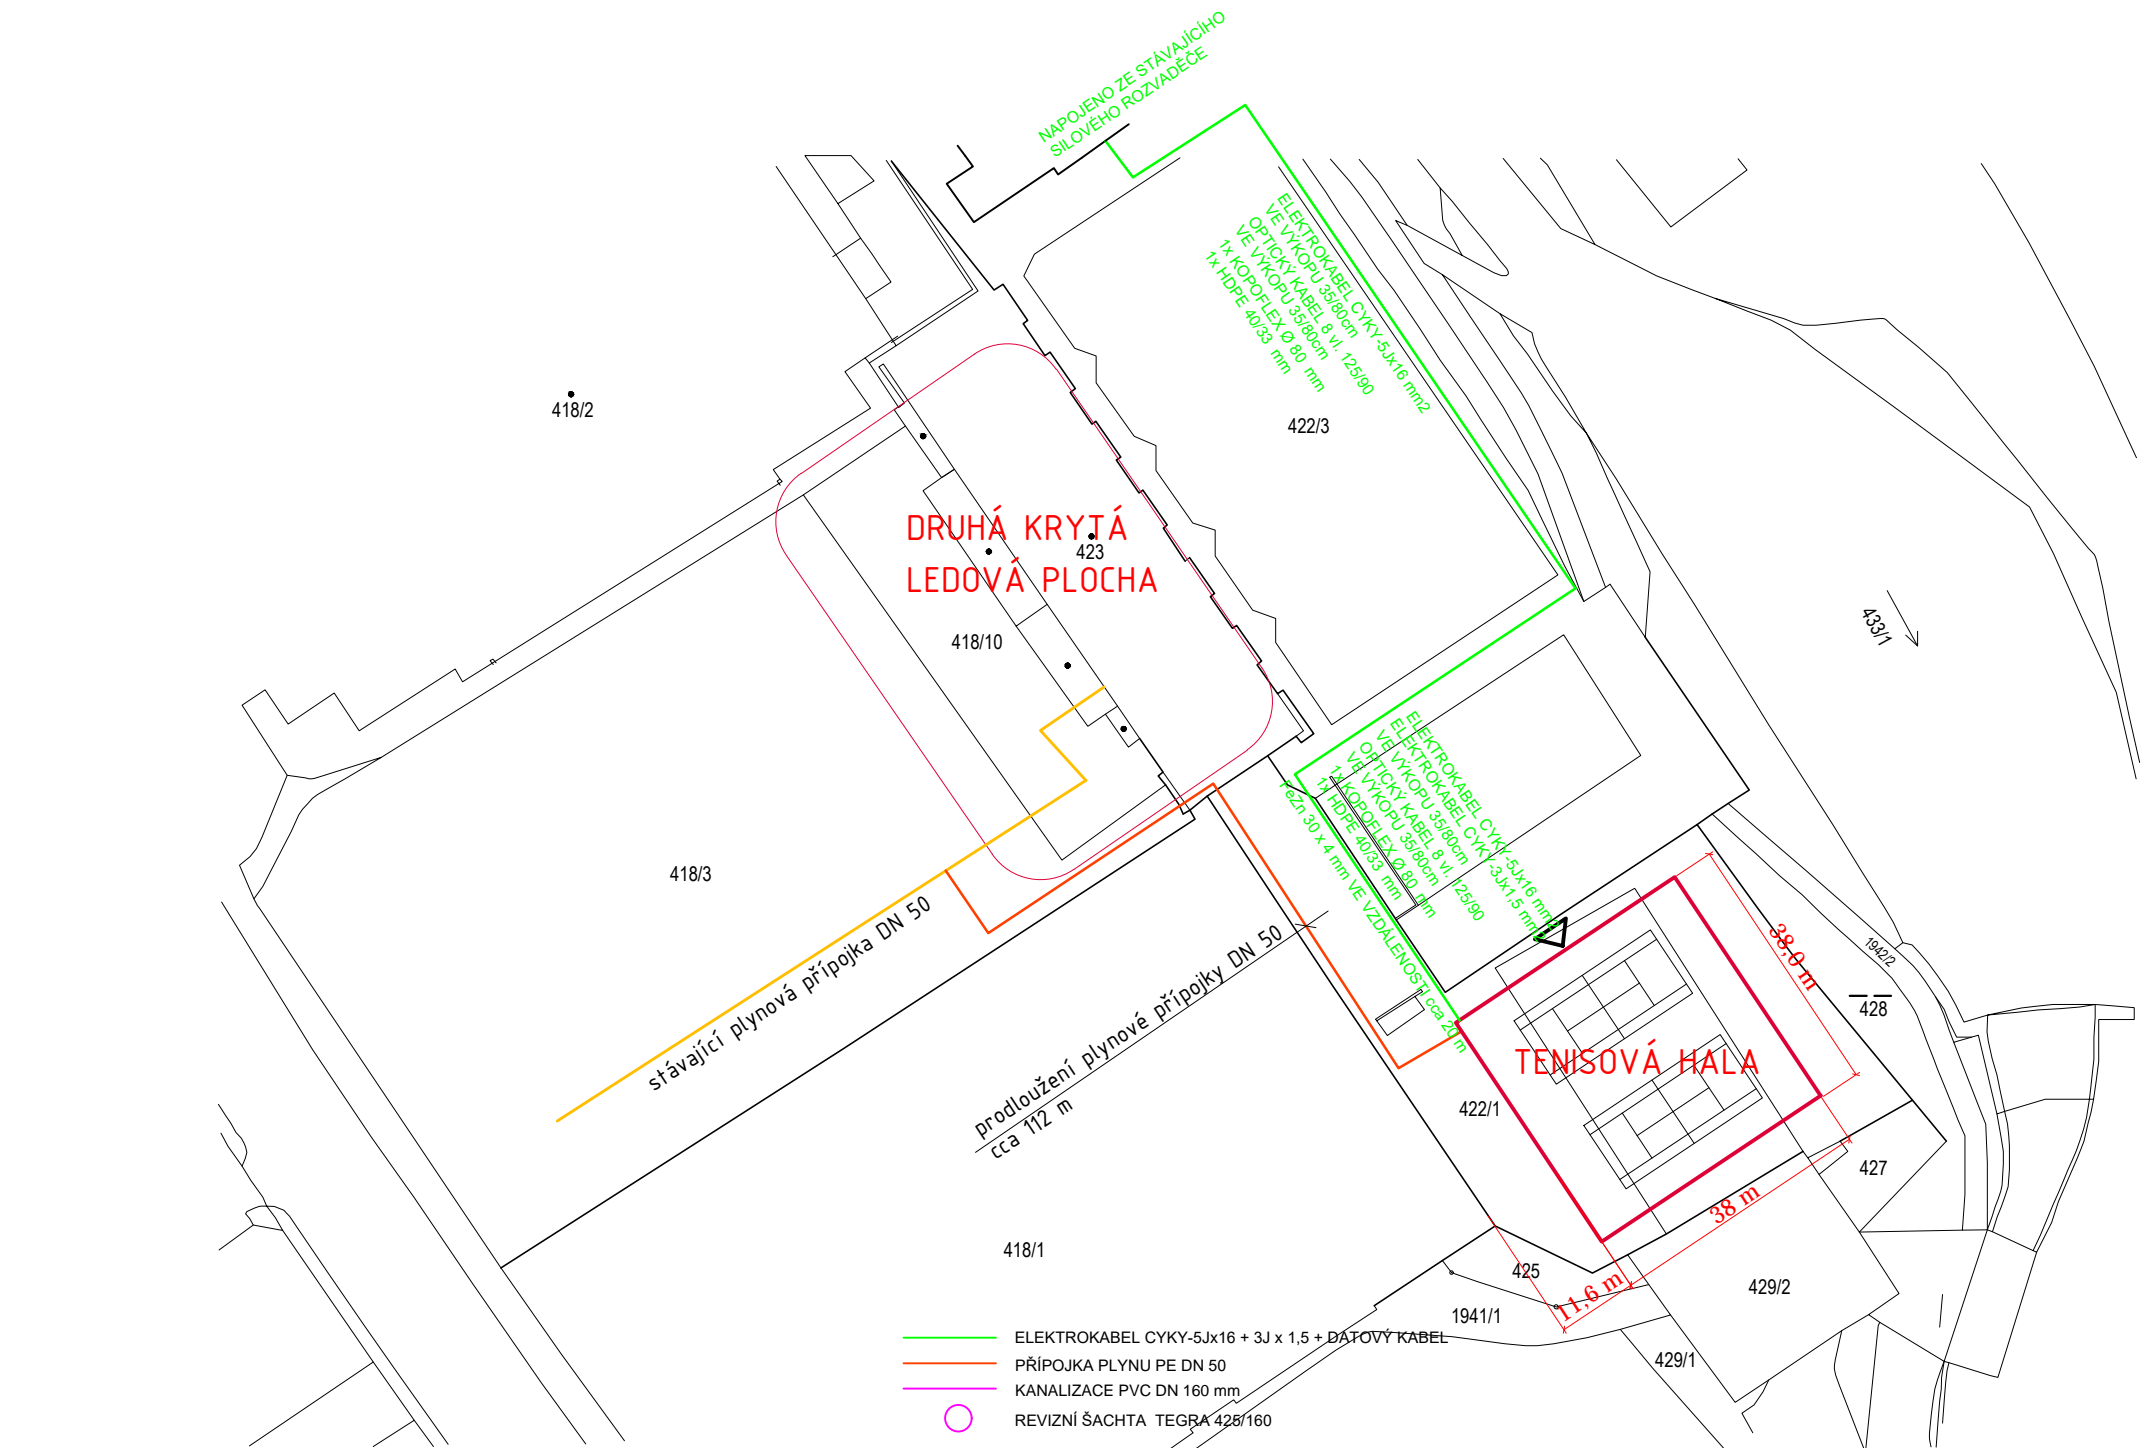 NAPOJENO ZE STÁVAJÍCÍHO
SILOVÉHO ROZVADĚČE
ELEKTROKABEL CYKY-5Jx16 mm2
VE VÝKOPU 35/80cm
OPTICKÝ KABEL 8 vl. 125/90
VE VÝKOPU 35/80cm
1x KOPOFLEX Ø 80 mm
1x HDPE 40/33 mm
418/2
422/3
DRUHÁ KRYTÁ
423
LEDOVÁ PLOCHA
418/10
433/1
ELEKTROKABEL CYKY-5Jx16 mm2
ELEKTROKABEL CYKY-3Jx1,5 mm2
VE VÝKOPU 35/80cm
OPTICKÝ KABEL 8 vl. 125/90
VE VÝKOPU 35/80cm
1x KOPOFLEX Ø 80 mm
1x HDPE 40/33 mm
FeZn 30 x 4 mm VE VZDÁLENOSTI cca 20 m
418/3
stávající plynová přípojka DN 50
prodloužení plynové přípojky DN 50
cca 112 m
38,0 m
1942/2
428
TENISOVÁ HALA
422/1
427
38 m
418/1
425
11,6 m
429/2
1941/1
429/1
ELEKTROKABEL CYKY-5Jx16 + 3J x 1,5 + DATOVÝ KABEL
PŘÍPOJKA PLYNU PE DN 50
KANALIZACE PVC DN 160 mm
REVIZNÍ ŠACHTA TEGRA 425/160